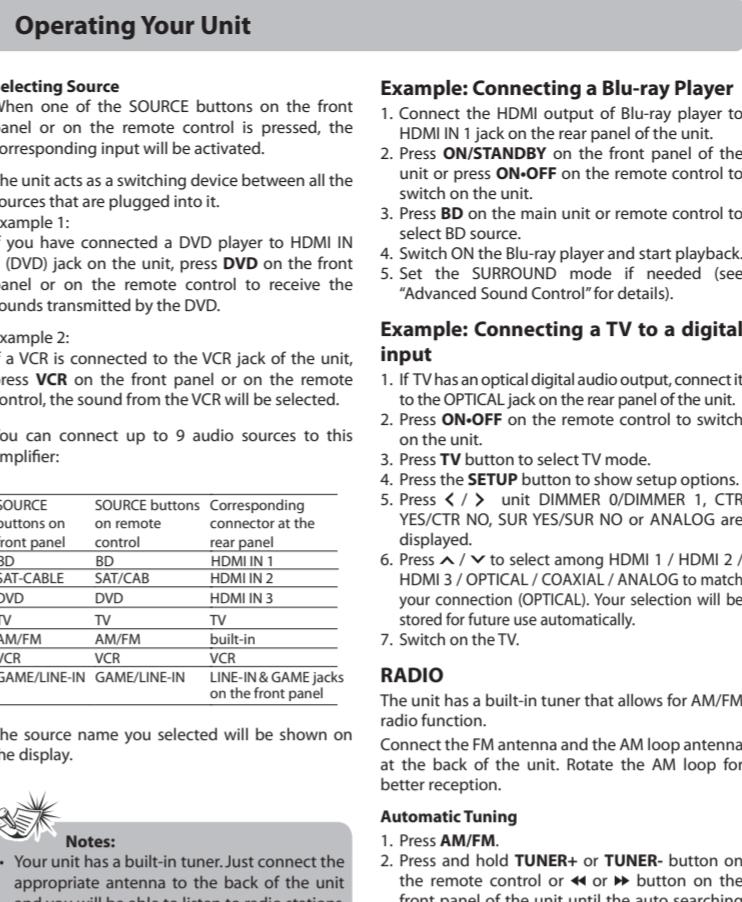 Operating Your Unit
electing Source
When one of the SOURCE buttons on the front
anel or on the remote control is pressed, the
orresponding input will be activated.
he unit acts as a switching device between all the
ources that are plugged into it.
xample 1:
f you have connected a DVD player to HDMI IN
(DVD) jack on the unit, press DVD on the front
anel or on the remote control to receive the
ounds transmitted by the DVD.
xample 2:
f a VCR is connected to the VCR jack of the unit,
ress VCR on the front panel or on the remote
ontrol, the sound from the VCR will be selected.
ou can connect up to 9 audio sources to this
mplifier:
SOURCE buttons on front panel
SOURCE buttons on remote control
Corresponding connector at the rear panel
BD BD HDMI IN 1
SAT-CABLE SAT/CAB HDMI IN 2
DVD DVD HDMI IN 3
TV TV TV
AM/FM AM/FM built-in
VCR VCR VCR
GAME/LINE-IN GAME/LINE-IN LINE-IN & GAME jacks
on the front panel
he source name you selected will be shown on
he display.
Notes:
• Your unit has a built-in tuner. Just connect the
appropriate antenna to the back of the unit
and you will be able to listen to radio stations
Example: Connecting a Blu-ray Player
1. Connect the HDMI output of Blu-ray player to
HDMI IN 1 jack on the rear panel of the unit.
2. Press ON/STANDBY on the front panel of the
unit or press ON•OFF on the remote control to
switch on the unit.
3. Press BD on the main unit or remote control to
select BD source.
4. Switch ON the Blu-ray player and start playback.
5. Set the SURROUND mode if needed (see
“Advanced Sound Control” for details).
Example: Connecting a TV to a digital
input
1. If TV has an optical digital audio output, connect it
to the OPTICAL jack on the rear panel of the unit.
2. Press ON•OFF on the remote control to switch
on the unit.
3. Press TV button to select TV mode.
4. Press the SETUP button to show setup options.
5. Press < / > unit DIMMER 0/DIMMER 1, CTR
YES/CTR NO, SUR YES/SUR NO or ANALOG are
displayed.
6. Press ∧ / ∨ to select among HDMI 1 / HDMI 2 /
HDMI 3 / OPTICAL / COAXIAL / ANALOG to match
your connection (OPTICAL). Your selection will be
stored for future use automatically.
7. Switch on the TV.
RADIO
The unit has a built-in tuner that allows for AM/FM
radio function.
Connect the FM antenna and the AM loop antenna
at the back of the unit. Rotate the AM loop for
better reception.
Automatic Tuning
1. Press AM/FM.
2. Press and hold TUNER+ or TUNER- button on
the remote control or ◀◀ or ▶▶ button on the
front panel of the unit until the auto searching